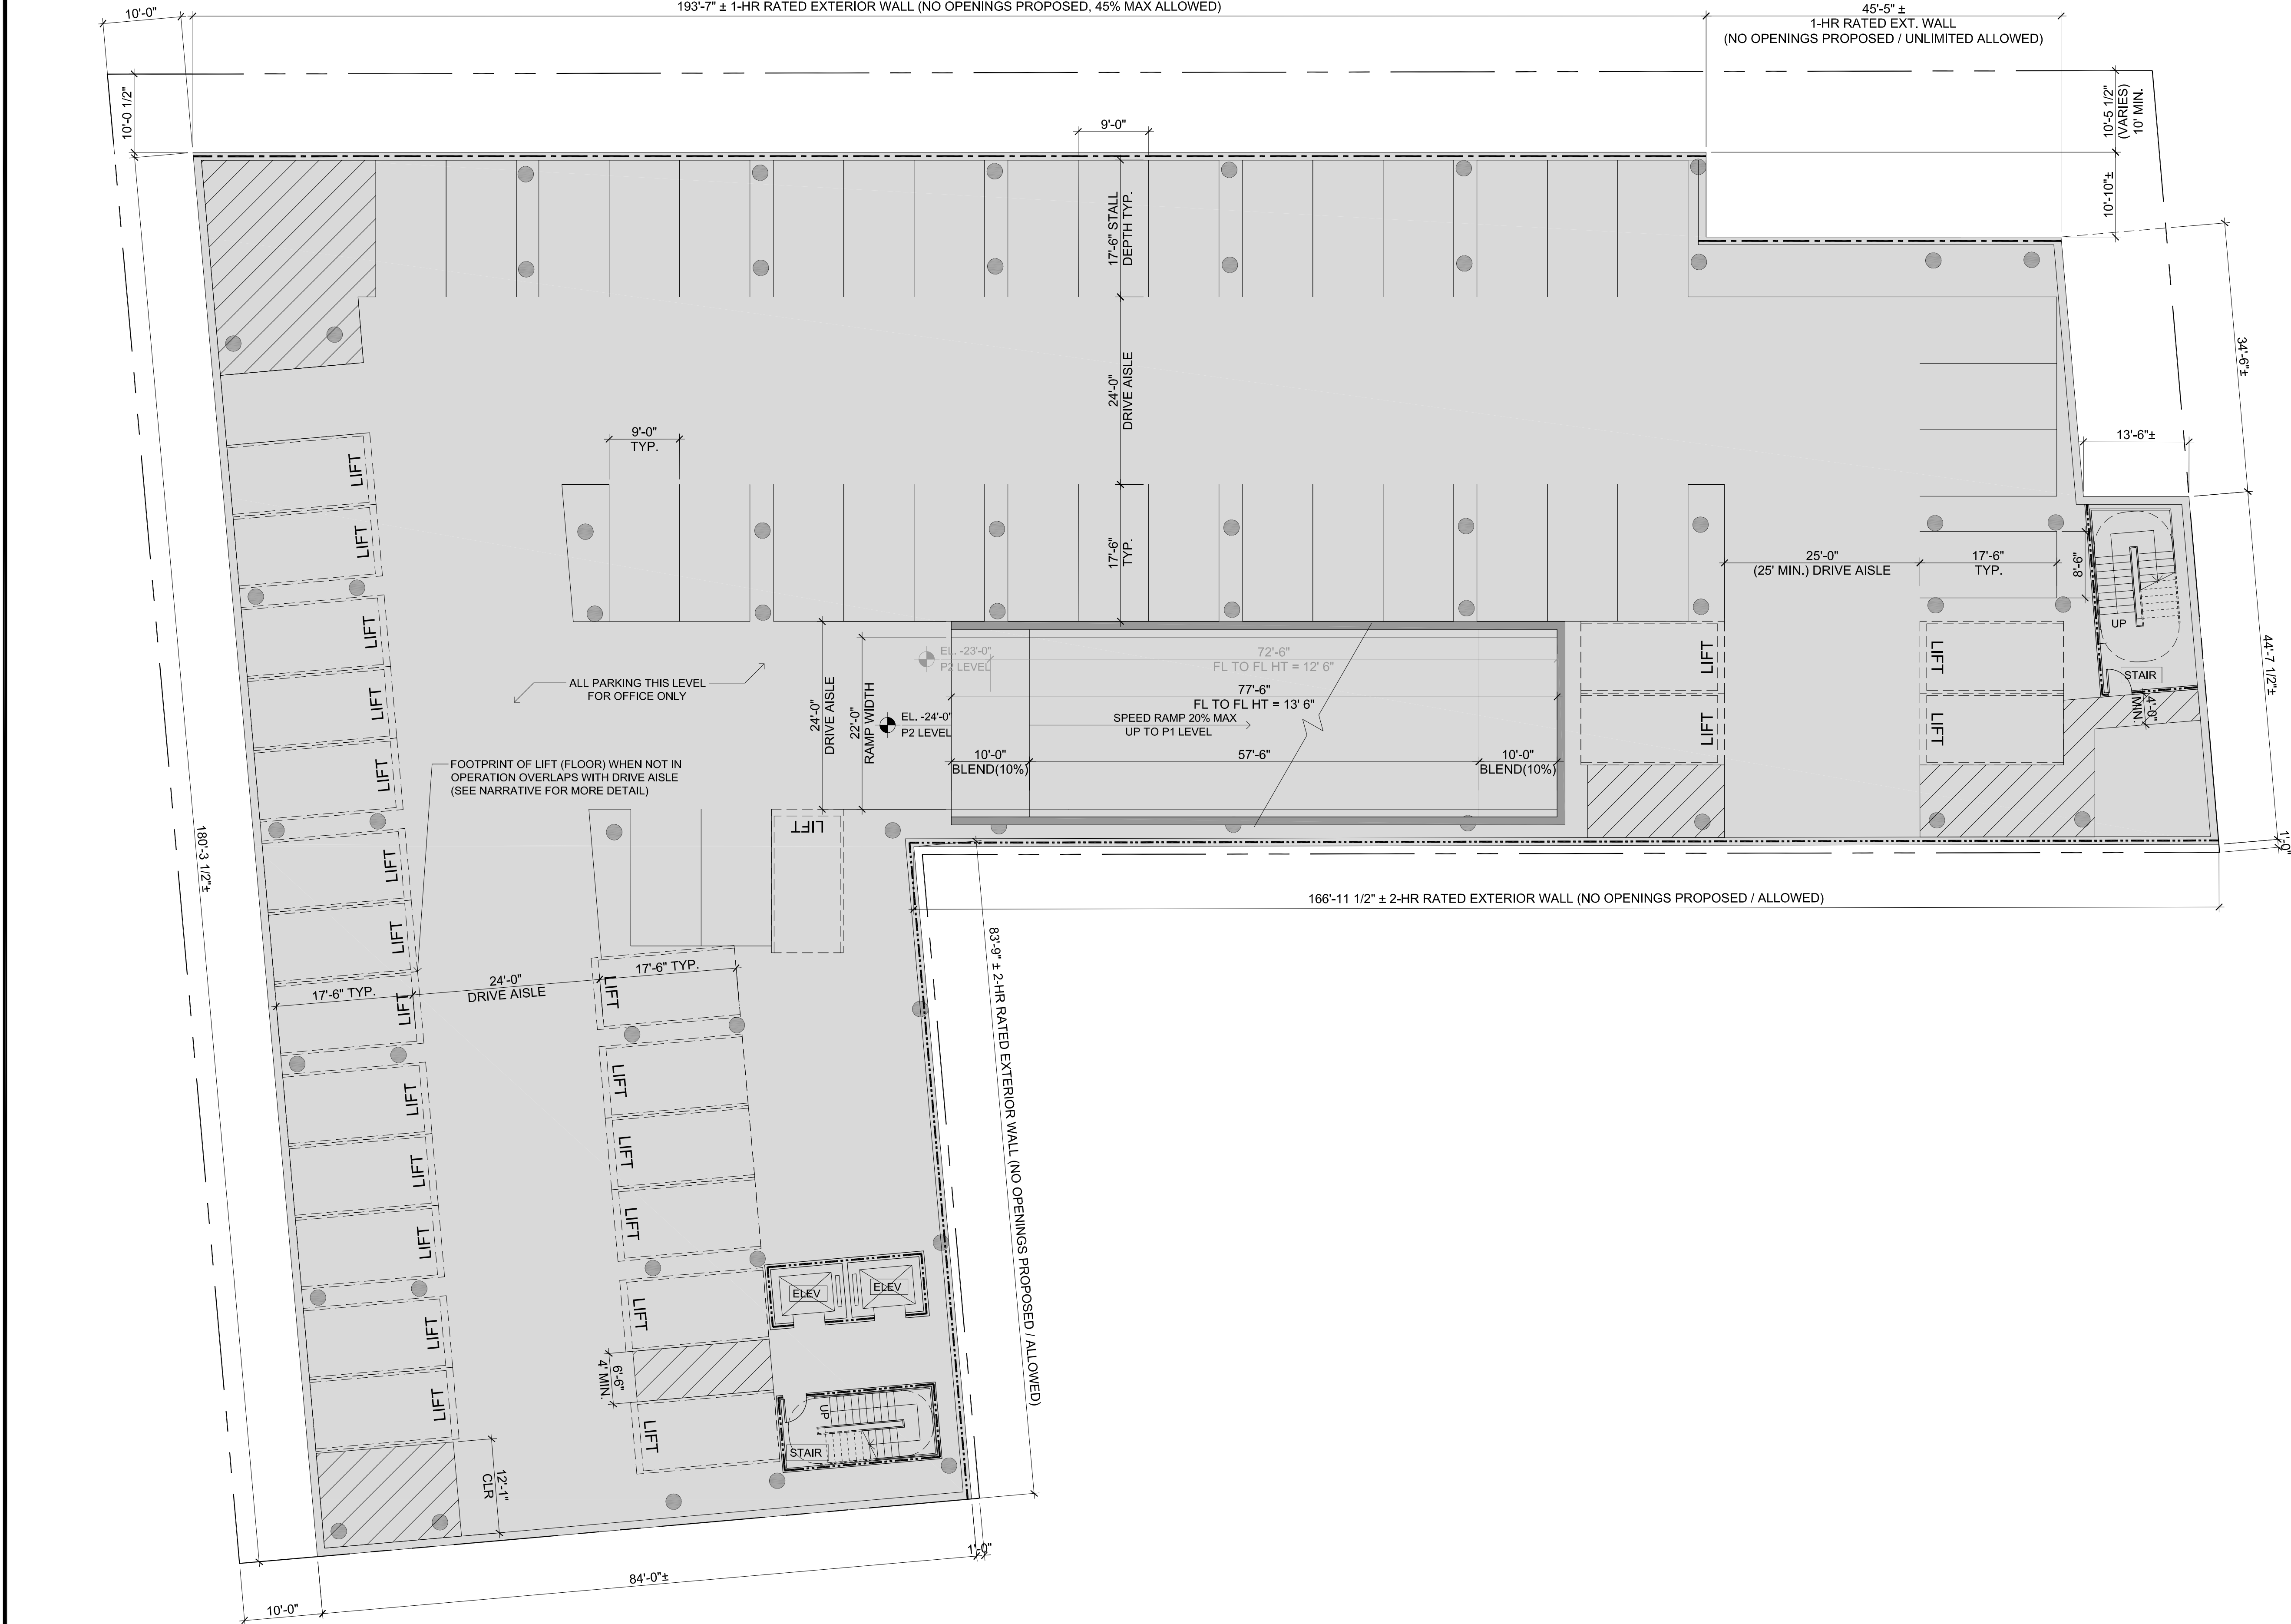 10'-0"
193'-7" ± 1-HR RATED EXTERIOR WALL (NO OPENINGS PROPOSED, 45% MAX ALLOWED)
45'-5" ±
1-HR RATED EXT. WALL
(NO OPENINGS PROPOSED / UNLIMITED ALLOWED)
10'-0 1/2"
10'-5 1/2"
(VARIES)
10' MIN.
9'-0"
10'-10"±
17'-6" STALL
DEPTH TYP.
34'-6"±
24'-0"
DRIVE AISLE
9'-0"
TYP.
13'-6"±
LIFT
LIFT
17'-6"
TYP.
25'-0"
(25' MIN.) DRIVE AISLE
17'-6"
TYP.
8'-6"
UP
STAIR
4'-0"
MIN.
44'-7 1/2"±
1'-0"
LIFT
LIFT
LIFT
ALL PARKING THIS LEVEL
FOR OFFICE ONLY
24'-0"
DRIVE AISLE
22'-0"
RAMP WIDTH
EL. -23'-0"
P2 LEVEL
72'-6"
FL TO FL HT = 12' 6"
77'-6"
FL TO FL HT = 13' 6"
EL. -24'-0"
P2 LEVEL
SPEED RAMP 20% MAX
UP TO P1 LEVEL
10'-0"
BLEND(10%)
57'-6"
10'-0"
BLEND(10%)
LIFT
LIFT
LIFT
LIFT
FOOTPRINT OF LIFT (FLOOR) WHEN NOT IN
OPERATION OVERLAPS WITH DRIVE AISLE
(SEE NARRATIVE FOR MORE DETAIL)
LIFT
180'-3 1/2"±
LIFT
LIFT
166'-11 1/2" ± 2-HR RATED EXTERIOR WALL (NO OPENINGS PROPOSED / ALLOWED)
83'-9" ± 2-HR RATED EXTERIOR WALL (NO OPENINGS PROPOSED / ALLOWED)
17'-6" TYP.
24'-0"
DRIVE AISLE
17'-6" TYP.
LIFT
LIFT
LIFT
LIFT
LIFT
LIFT
LIFT
LIFT
ELEV
ELEV
LIFT
LIFT
6'-6"
4' MIN.
LIFT
LIFT
UP
STAIR
12'-1"
CLR
1'-0"
84'-0"±
10'-0"